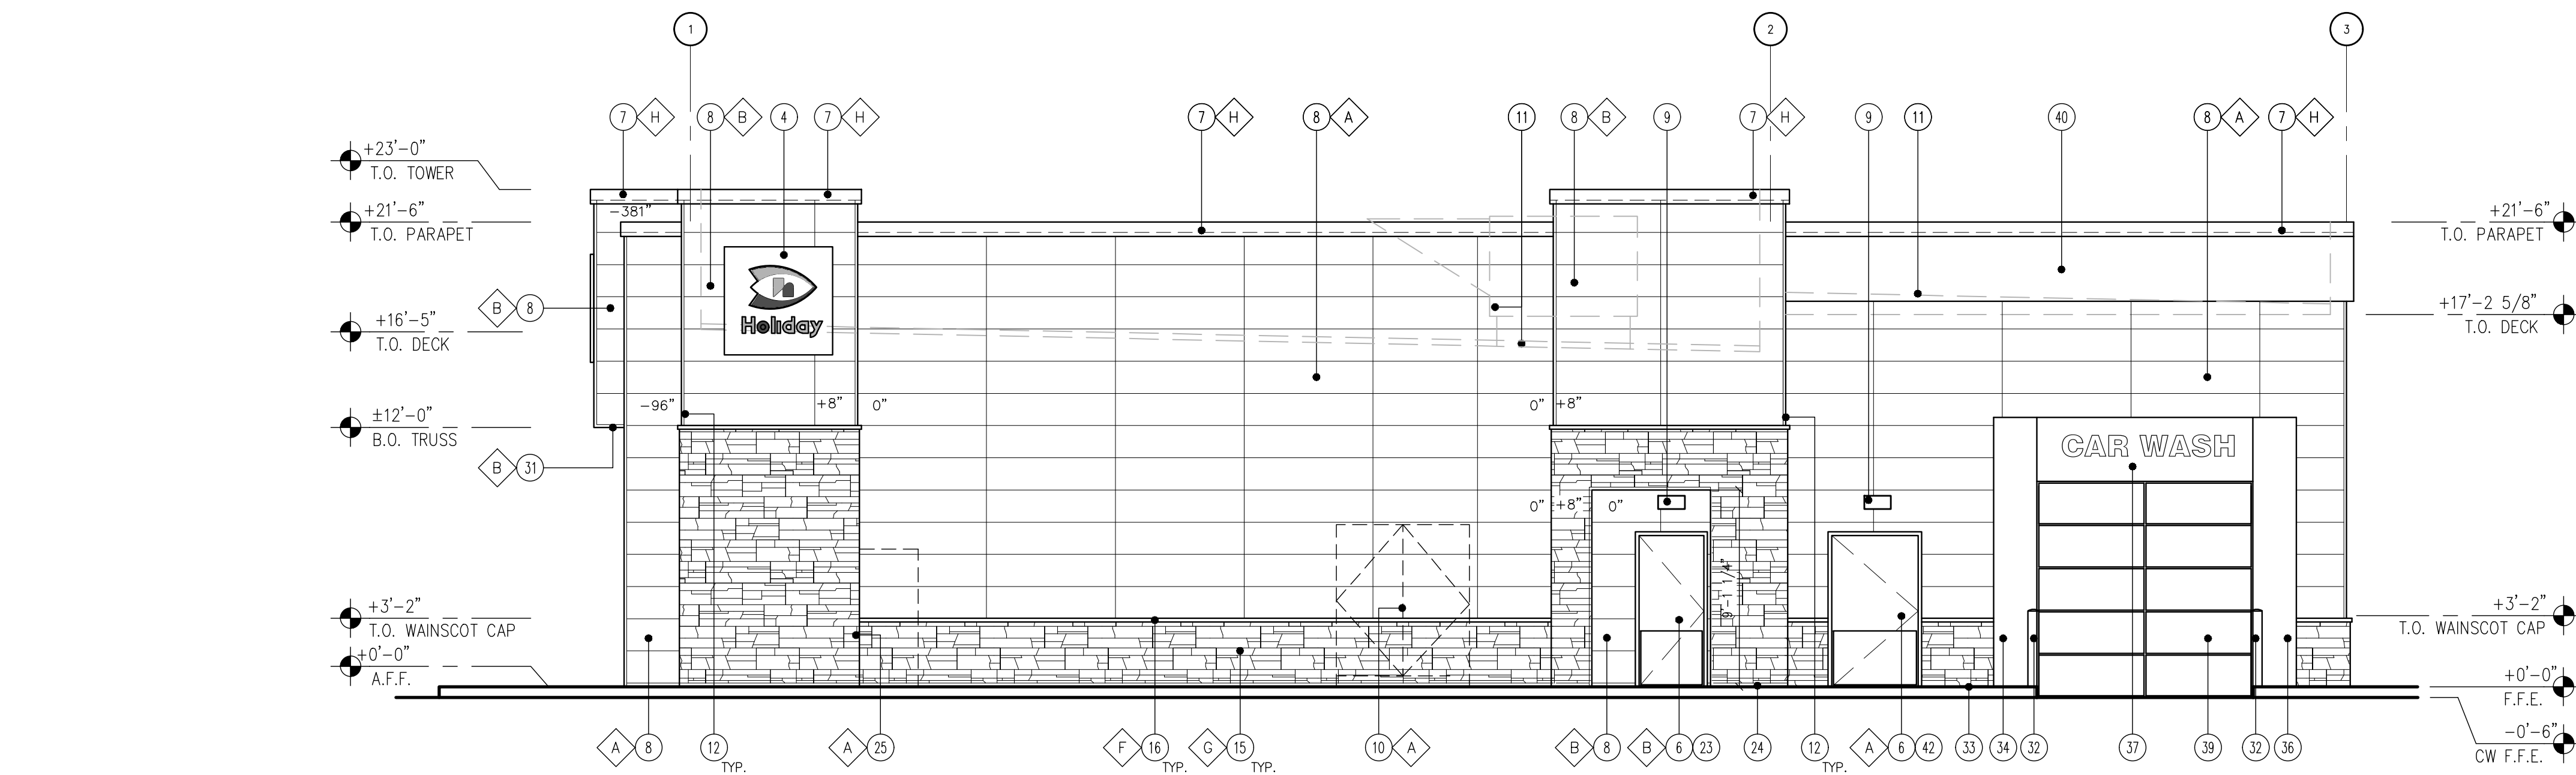 1
2
3
7 H
8 B
4
7 H
7 H
8 A
11
8 B
9
7 H
9
11
40
8 A
7 H
+23'-0"
T.O. TOWER
+21'-6"
T.O. PARAPET
-381"
+21'-6"
T.O. PARAPET
Holiday
B 8
+16'-5"
T.O. DECK
+17'-2 5/8"
T.O. DECK
±12'-0"
B.O. TRUSS
-96"
+8"
0"
0"
+8"
CAR WASH
B 31
0"
+8"
0"
9'-1 1/4"
+3'-2"
T.O. WAINSCOT CAP
+3'-2"
T.O. WAINSCOT CAP
+0'-0"
A.F.F.
+0'-0"
F.F.E.
-0'-6"
CW F.F.E.
A 8
12
TYP.
A 25
F 16
TYP.
G 15
TYP.
10 A
B 8
B 6 23
24
12
TYP.
A 6 42
33
34
32
37
39
32
36